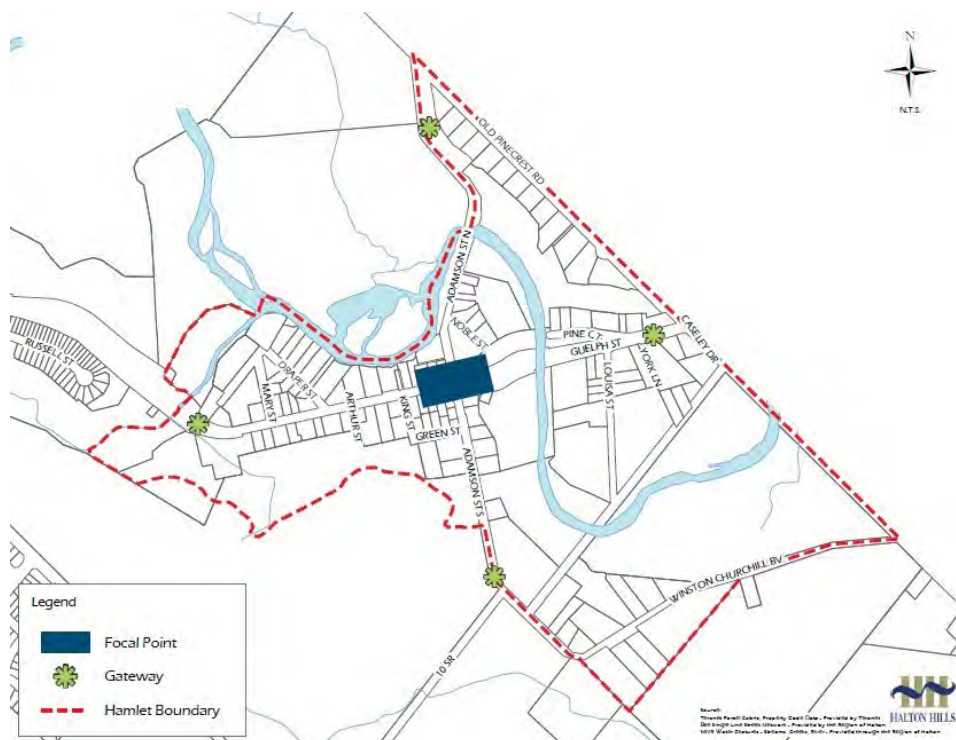 N
N.T.S.
OLD PINECREST RD
ADAMSON ST N
NOBLE ST
PINE CT
GUELPH ST
CASELEY DR
YORK LN
LOUISA ST
RUSSELL ST
DRAPER ST
MARY ST
ARTHUR ST
KING ST
GREEN ST
ADAMSON ST S
WINSTON CHURCHILL BV
10 SR
Legend
Focal Point
Gateway
Hamlet Boundary
HALTON HILLS